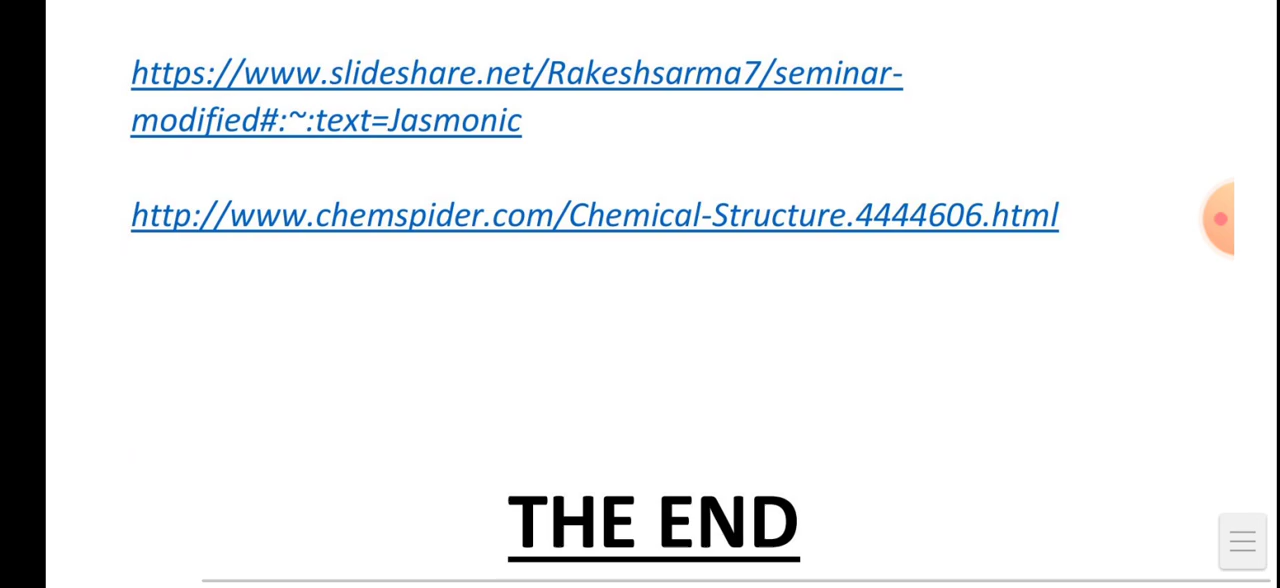 https://www.slideshare.net/Rakeshsarma7/seminar-
modified#:~:text=Jasmonic
http://www.chemspider.com/Chemical-Structure.4444606.html
THE END